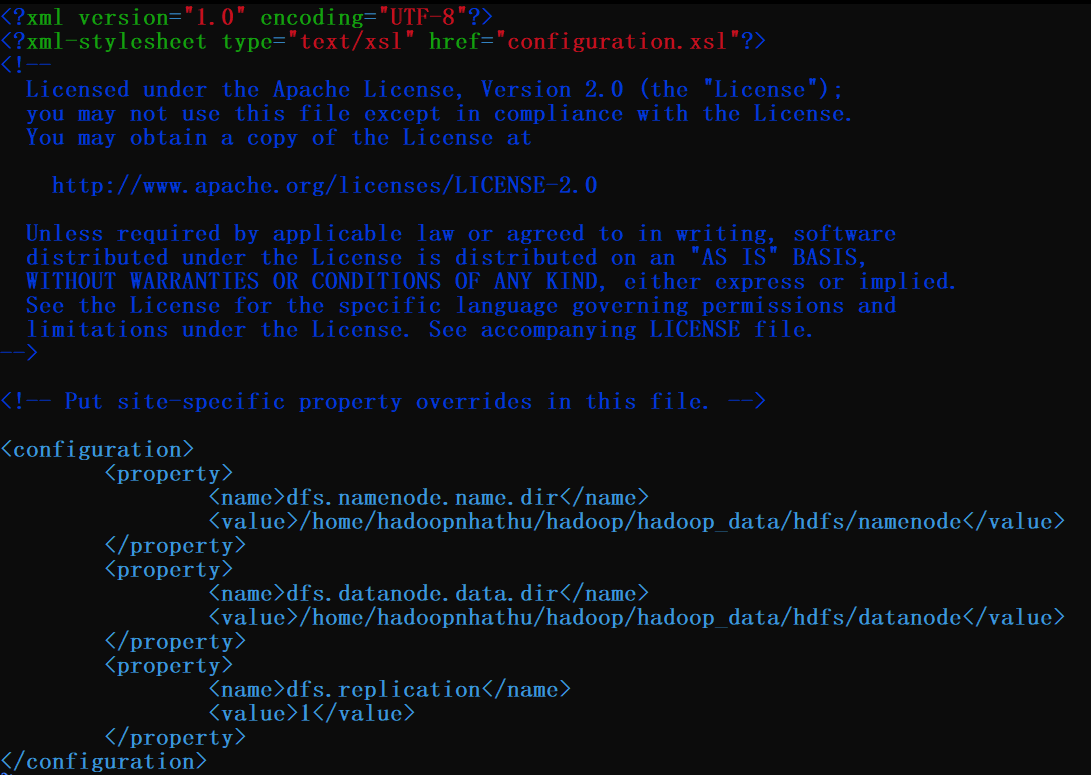 <?xml version="1.0" encoding="UTF-8"?>
<?xml-stylesheet type="text/xsl" href="configuration.xsl"?>
<!--
  Licensed under the Apache License, Version 2.0 (the "License");
  you may not use this file except in compliance with the License.
  You may obtain a copy of the License at

    http://www.apache.org/licenses/LICENSE-2.0

  Unless required by applicable law or agreed to in writing, software
  distributed under the License is distributed on an "AS IS" BASIS,
  WITHOUT WARRANTIES OR CONDITIONS OF ANY KIND, either express or implied.
  See the License for the specific language governing permissions and
  limitations under the License. See accompanying LICENSE file.
-->

<!-- Put site-specific property overrides in this file. -->

<configuration>
        <property>
                <name>dfs.namenode.name.dir</name>
                <value>/home/hadoopnhathu/hadoop/hadoop_data/hdfs/namenode</value>
        </property>
        <property>
                <name>dfs.datanode.data.dir</name>
                <value>/home/hadoopnhathu/hadoop/hadoop_data/hdfs/datanode</value>
        </property>
        <property>
                <name>dfs.replication</name>
                <value>1</value>
        </property>
</configuration>